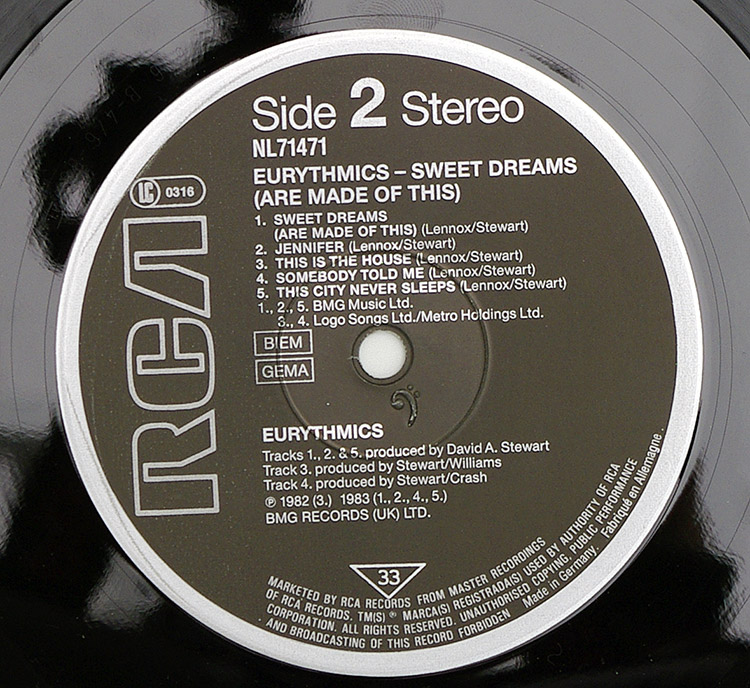 Side 2 Stereo
NL71471
EURYTHMICS – SWEET DREAMS
(ARE MADE OF THIS)
LC 0316
RCA
1. SWEET DREAMS
(ARE MADE OF THIS) (Lennox/Stewart)
2. JENNIFER (Lennox/Stewart)
3. THIS IS THE HOUSE (Lennox/Stewart)
4. SOMEBODY TOLD ME (Lennox/Stewart)
5. THIS CITY NEVER SLEEPS (Lennox/Stewart)
1., 2., 5. BMG Music Ltd.
3., 4. Logo Songs Ltd./Metro Holdings Ltd.
BIEM
GEMA
EURYTHMICS
Tracks 1., 2. & 5. produced by David A. Stewart
Track 3. produced by Stewart/Williams
Track 4. produced by Stewart/Crash
℗ 1982 (3.) 1983 (1., 2., 4., 5.)
BMG RECORDS (UK) LTD.
33
MARKETED BY RCA RECORDS FROM MASTER RECORDINGS
OF RCA RECORDS. TM(S) ® MARCA(S) REGISTRADA(S) USED BY AUTHORITY OF RCA
CORPORATION. ALL RIGHTS RESERVED. UNAUTHORISED COPYING, PUBLIC PERFORMANCE
AND BROADCASTING OF THIS RECORD FORBIDDEN Made in Germany. Fabriqué en Allemagne.